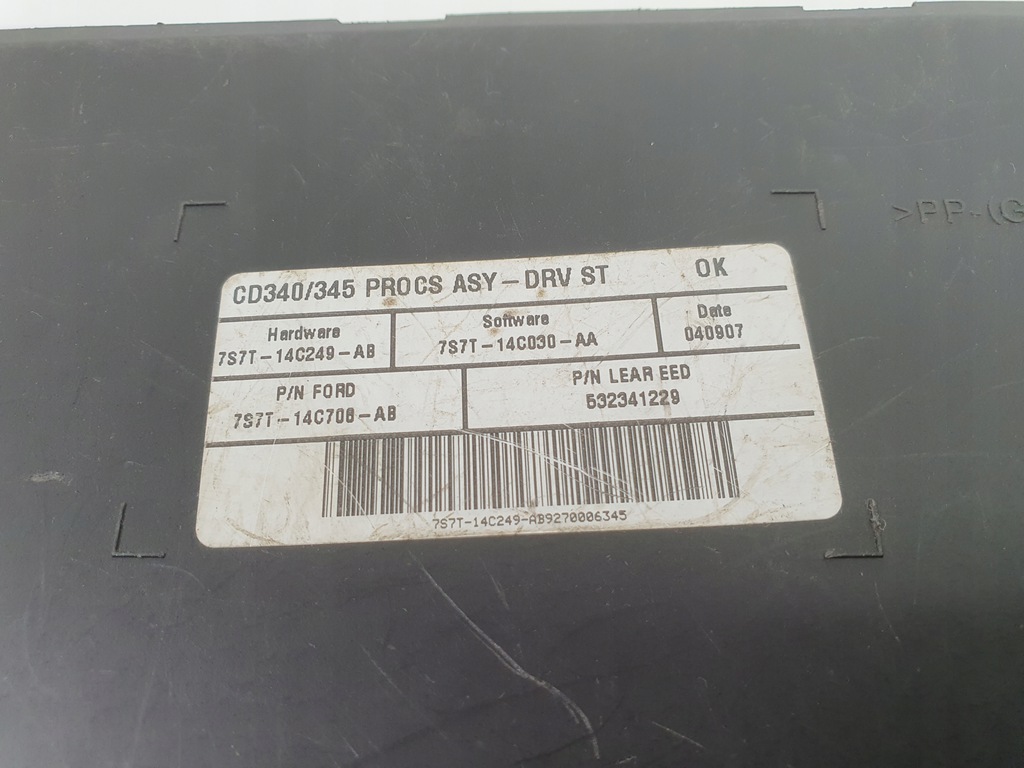 >PP-(G
CD340/345 PROCS ASY-DRV ST OK
Hardware Software Date
7S7T-14C249-AB 7S7T-14C030-AA 040907
P/N FORD P/N LEAR EED
7S7T-14C708-AB 532341229
7S7T-14C249-AB9270006345